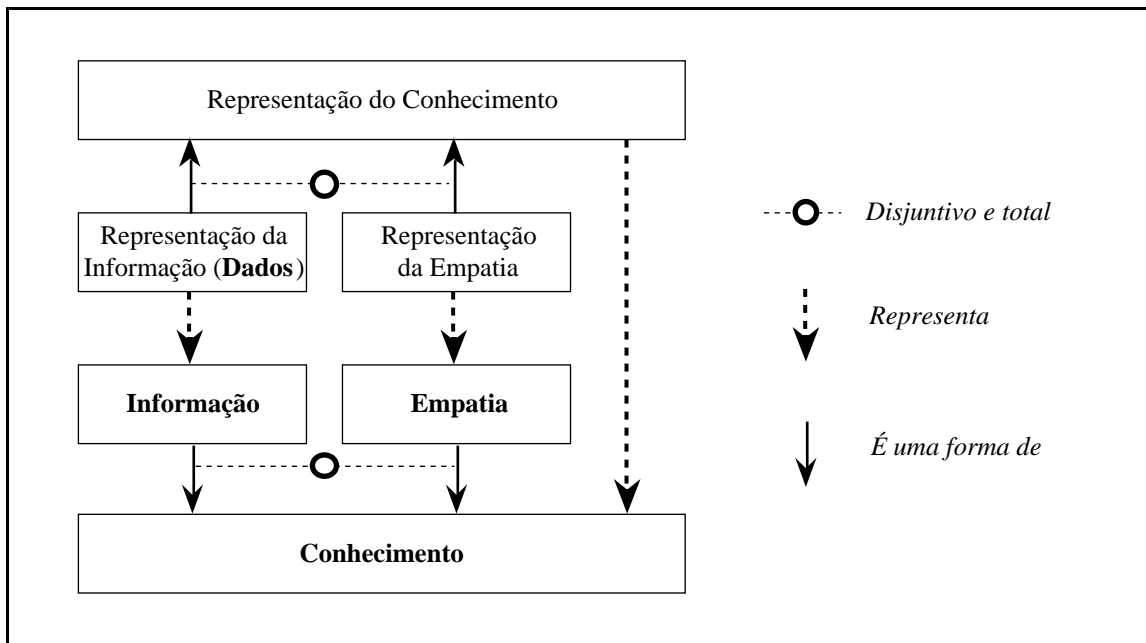 Representação do Conhecimento
Representação da
Informação (Dados)
Representação
da Empatia
Informação
Empatia
Conhecimento
Disjuntivo e total
Representa
É uma forma de